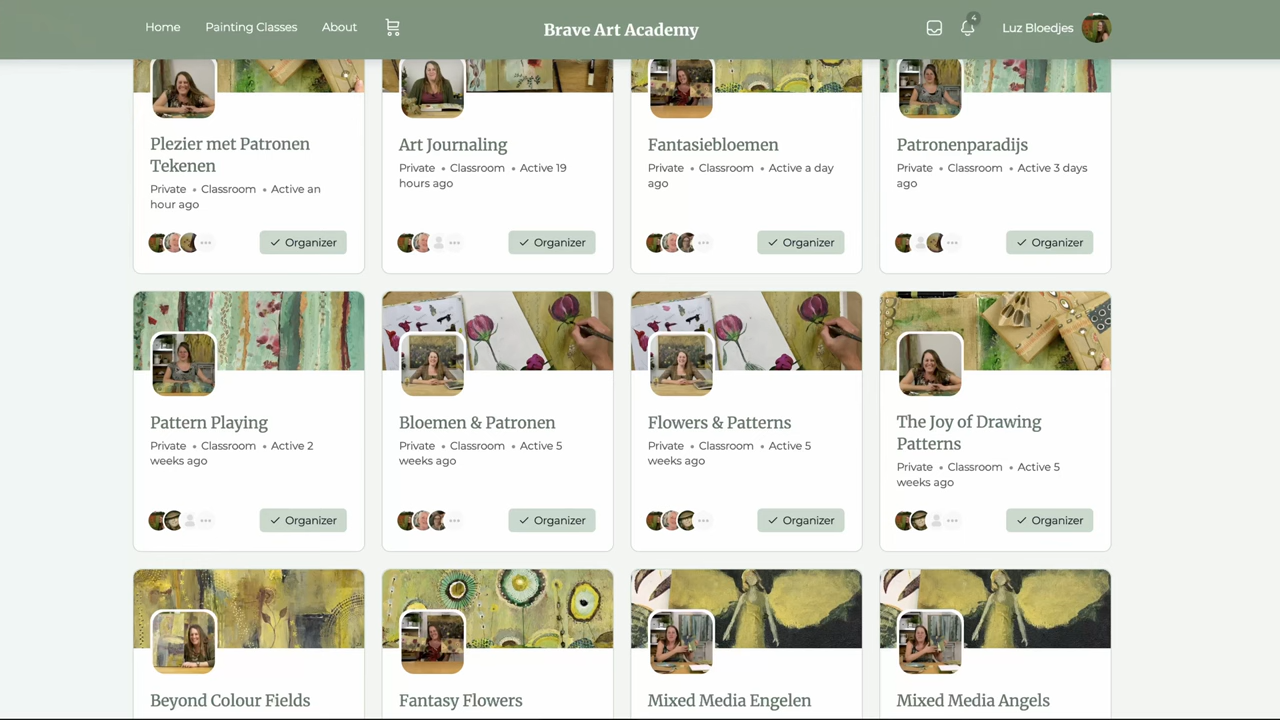 Home Painting Classes About Brave Art Academy 4 Luz Bloedjes
Plezier met Patronen
Tekenen
Private • Classroom • Active an
hour ago
Organizer
Art Journaling
Private • Classroom • Active 19
hours ago
Organizer
Fantasiebloemen
Private • Classroom • Active a day
ago
Organizer
Patronenparadijs
Private • Classroom • Active 3 days
ago
Organizer
Pattern Playing
Private • Classroom • Active 2
weeks ago
Organizer
Bloemen & Patronen
Private • Classroom • Active 5
weeks ago
Organizer
Flowers & Patterns
Private • Classroom • Active 5
weeks ago
Organizer
The Joy of Drawing
Patterns
Private • Classroom • Active 5
weeks ago
Organizer
Beyond Colour Fields
Fantasy Flowers
Mixed Media Engelen
Mixed Media Angels